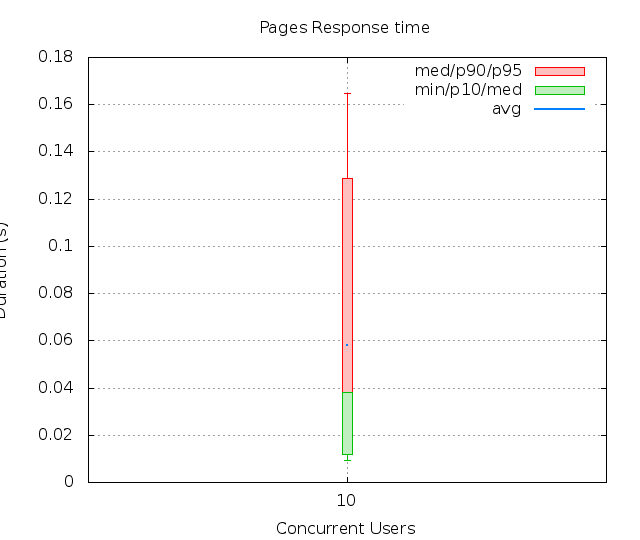 Pages Response time
0.18
0.16
0.14
0.12
0.1
0.08
0.06
0.04
0.02
0
med/p90/p95
min/p10/med
avg
Duration (s)
10
Concurrent Users